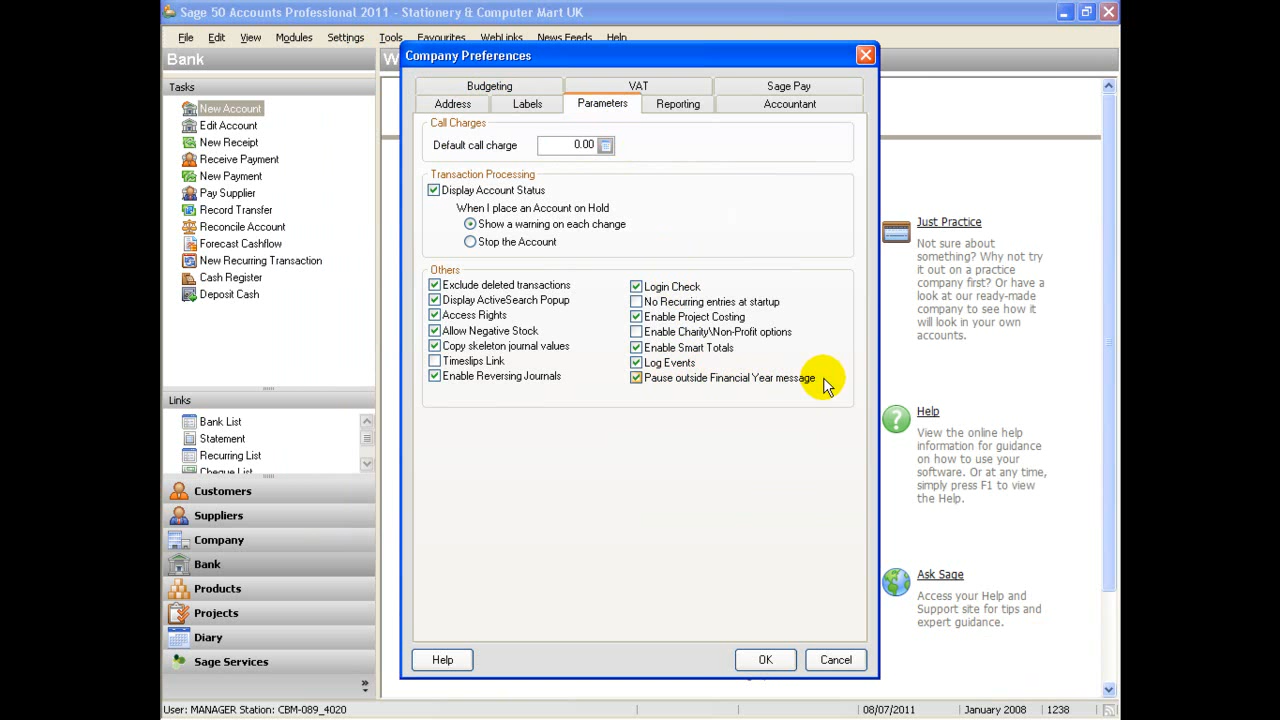 Sage 50 Accounts Professional 2011 - Stationery & Computer Mart UK
File Edit View Modules Settings Tools Favourites WebLinks News Feeds Help
Bank
Tasks
New Account
Edit Account
New Receipt
Receive Payment
New Payment
Pay Supplier
Record Transfer
Reconcile Account
Forecast Cashflow
New Recurring Transaction
Cash Register
Deposit Cash
Links
Bank List
Statement
Recurring List
Cheque List
Customers
Suppliers
Company
Bank
Products
Projects
Diary
Sage Services
Company Preferences
Budgeting VAT Sage Pay
Address Labels Parameters Reporting Accountant
Call Charges
Default call charge 0.00
Transaction Processing
Display Account Status
When I place an Account on Hold
Show a warning on each change
Stop the Account
Others
Exclude deleted transactions
Display ActiveSearch Popup
Access Rights
Allow Negative Stock
Copy skeleton journal values
Timeslips Link
Enable Reversing Journals
Login Check
No Recurring entries at startup
Enable Project Costing
Enable Charity\Non-Profit options
Enable Smart Totals
Log Events
Pause outside Financial Year message
Help OK Cancel
Just Practice
Not sure about
something? Why not try
it out on a practice
company first? Or have a
look at our ready-made
company to see how it
will look in your own
accounts.
Help
View the online help
information for guidance
on how to use your
software. Or at any time,
simply press F1 to view
the Help.
Ask Sage
Access your Help and
Support site for tips and
expert guidance.
User: MANAGER Station: CBM-089_4020 08/07/2011 January 2008 1238